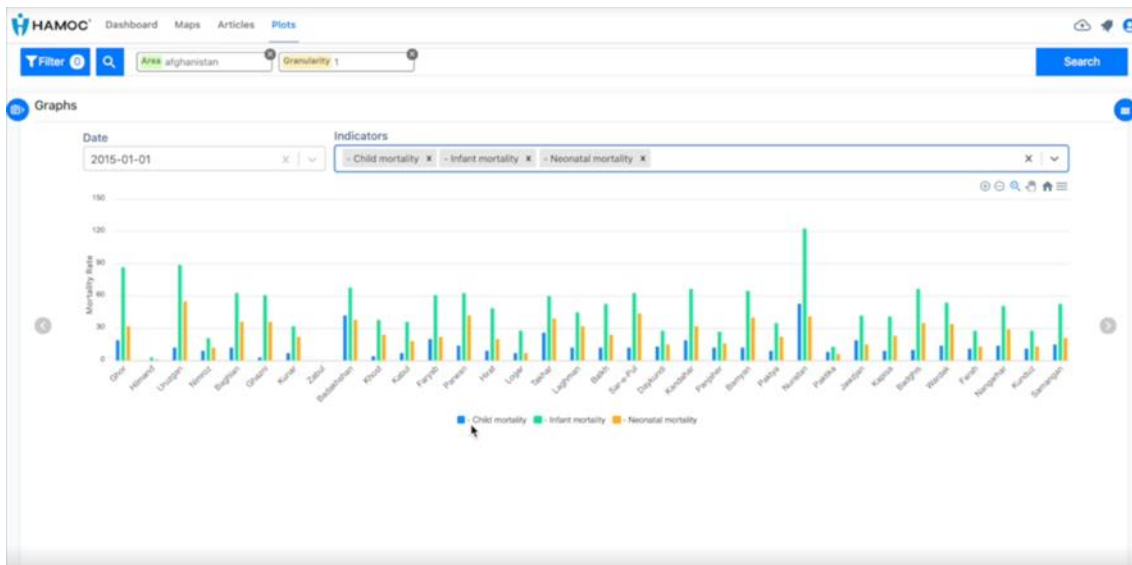 HAMOC Dashboard Maps Articles Plots
Filter 0 Area afghanistan Granularity 1 Search
Graphs
Date Indicators
2015-01-01 - Child mortality x - Infant mortality x - Neonatal mortality x
150
120
90
60
30
0
Mortality Rate
Ghor Hilmand Uruzgan Nimroz Baghlan Ghazni Kunar Zabul Badakhshan Khost Kabul Faryab Parwan Hirat Logar Takhar Laghman Balkh Sar-e-Pul Daykundi Kandahar Panjsher Bamyan Paktya Nuristan Paktika Jawzjan Kapisa Badghis Wardak Farah Nangarhar Kunduz Samangan
- Child mortality - Infant mortality - Neonatal mortality